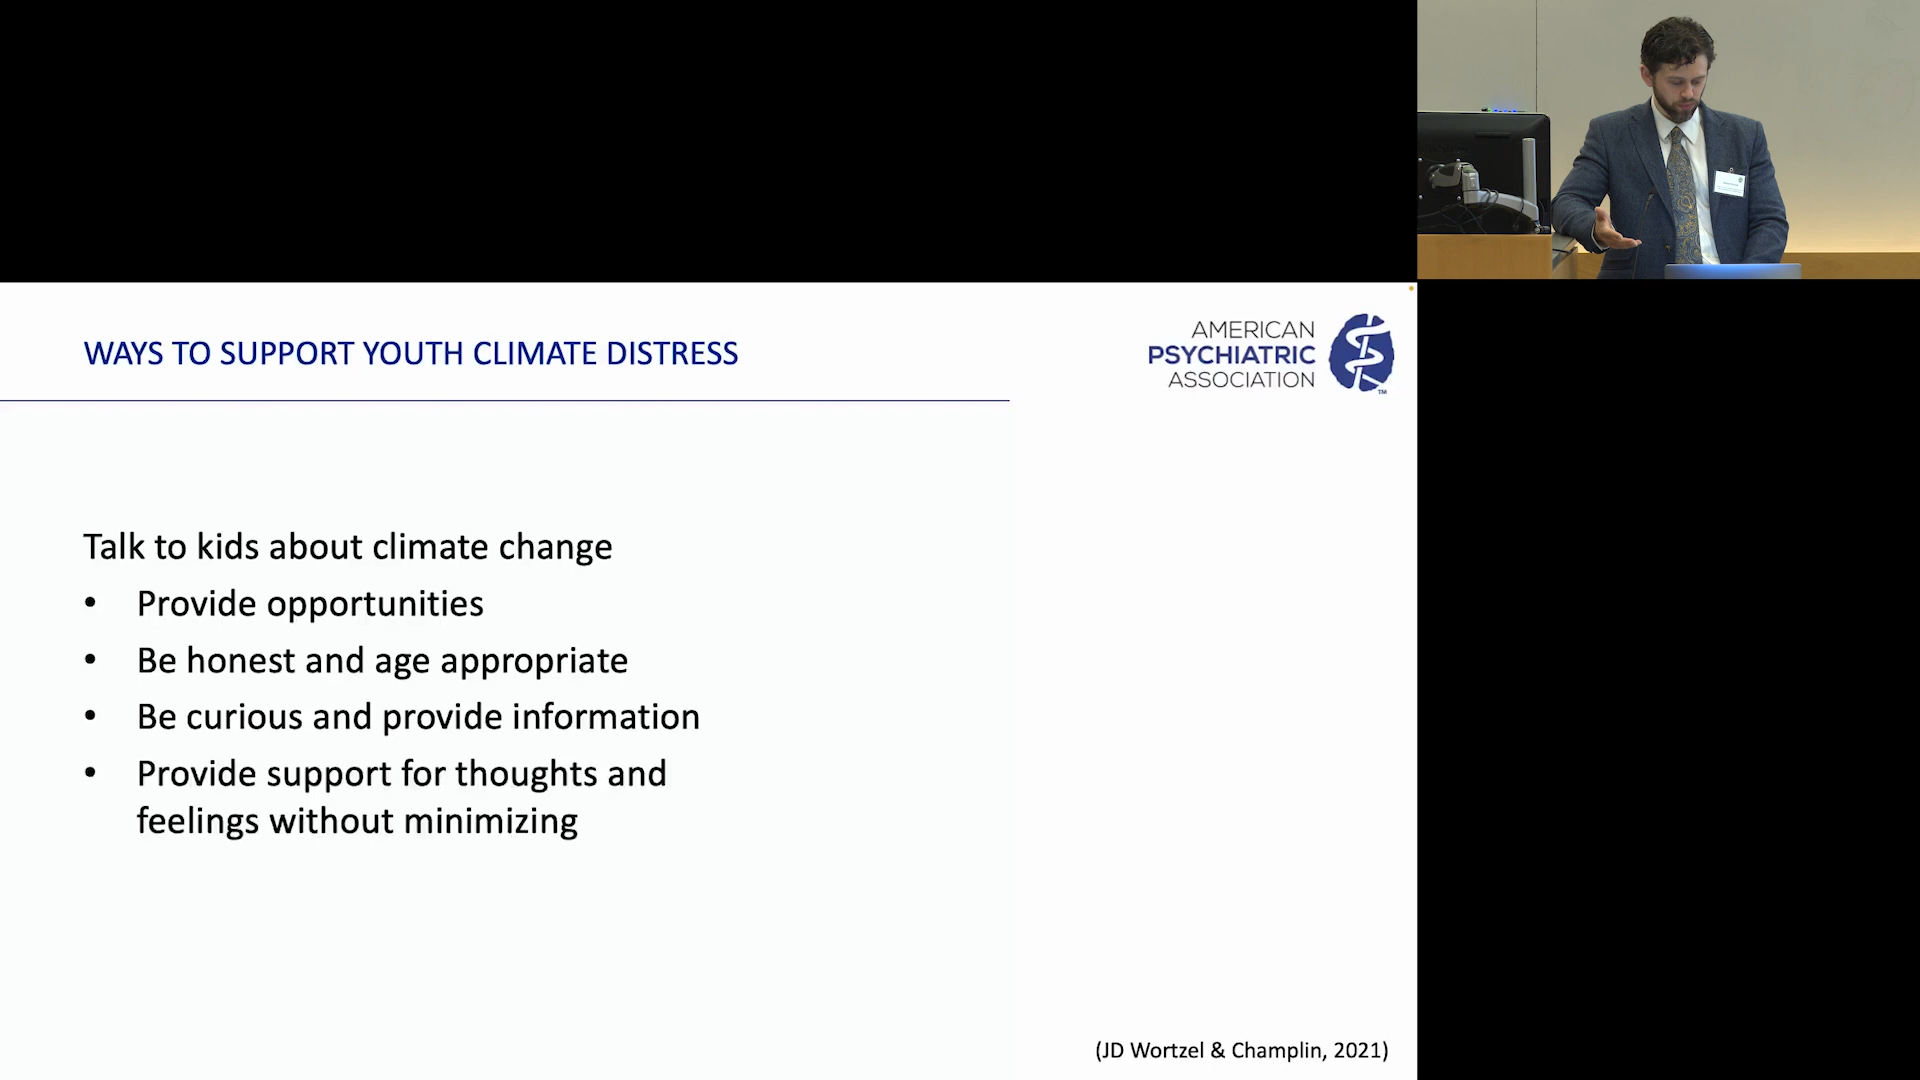 WAYS TO SUPPORT YOUTH CLIMATE DISTRESS
AMERICAN
PSYCHIATRIC
ASSOCIATION
TM
Talk to kids about climate change
• Provide opportunities
• Be honest and age appropriate
• Be curious and provide information
• Provide support for thoughts and
feelings without minimizing
(JD Wortzel & Champlin, 2021)